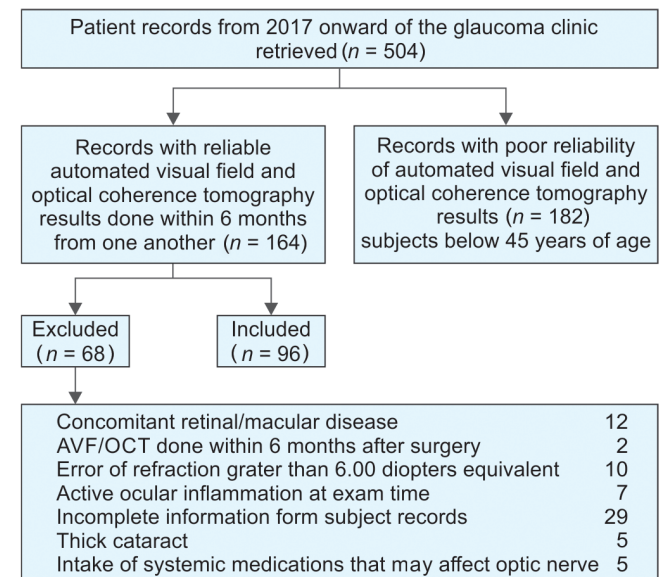 Patient records from 2017 onward of the glaucoma clinic
retrieved (n = 504)
Records with reliable
automated visual field and
optical coherence tomography
results done within 6 months
from one another (n = 164)
Records with poor reliability
of automated visual field and
optical coherence tomography
results (n = 182)
subjects below 45 years of age
Excluded
(n = 68)
Included
(n = 96)
Concomitant retinal/macular disease 12
AVF/OCT done within 6 months after surgery 2
Error of refraction grater than 6.00 diopters equivalent 10
Active ocular inflammation at exam time 7
Incomplete information form subject records 29
Thick cataract 5
Intake of systemic medications that may affect optic nerve 5